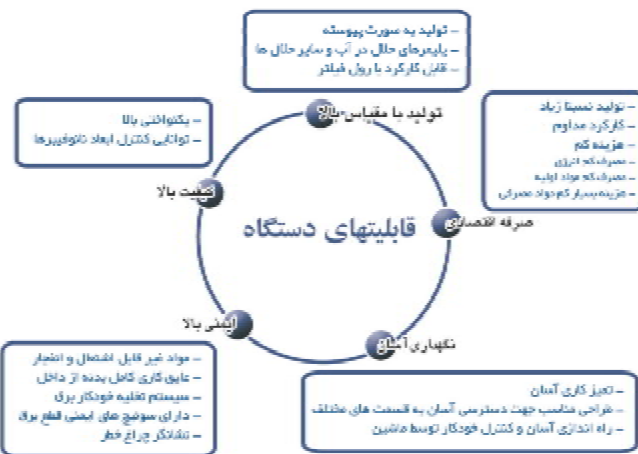 – تولید به صورت پیوسته
– پلیمرهای حلال در آب و سایر حلال ها
– قابل کارکرد با رول فیلتر
تولید با مقیاس بالا
– تولید نسبتا زیاد
– کارکرد مداوم
– هزینه کم
– مصرف کم انرژی
– مصرف کم مواد اولیه
– هزینه بسیار کم مواد مصرفی
صرفه اقتصادی
– یکنواختی بالا
– توانایی کنترل ابعاد نانوفیبرها
کیفیت بالا
قابلیتهای دستگاه
ایمنی بالا
– مواد غیر قابل اشتعال و انفجار
– عایق کاری کامل بدنه از داخل
– سیستم تخلیه خودکار برق
– دارای سوئیچ های ایمنی قطع برق
– نشانگر چراغ خطر
نگهداری آسان
– تمیز کاری آسان
– طراحی مناسب جهت دسترسی آسان به قسمت های مختلف
– راه اندازی آسان و کنترل خودکار توسط ماشین